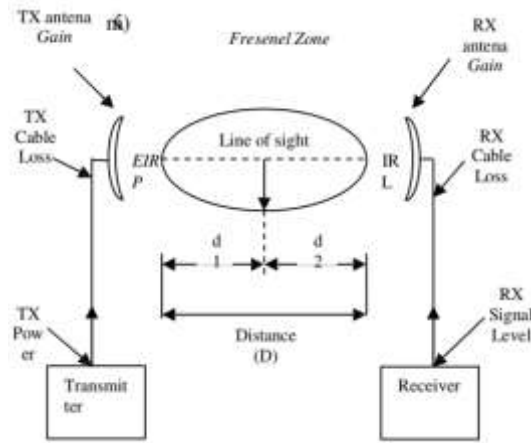 TX antena
Gain
Fresenel Zone
RX
antena
Gain
TX
Cable
Loss
Line of sight
EIR
P
IR
L
RX
Cable
Loss
d
1
d
2
TX
Pow
er
Distance
(D)
RX
Signal
Level
Transmit
ter
Receiver